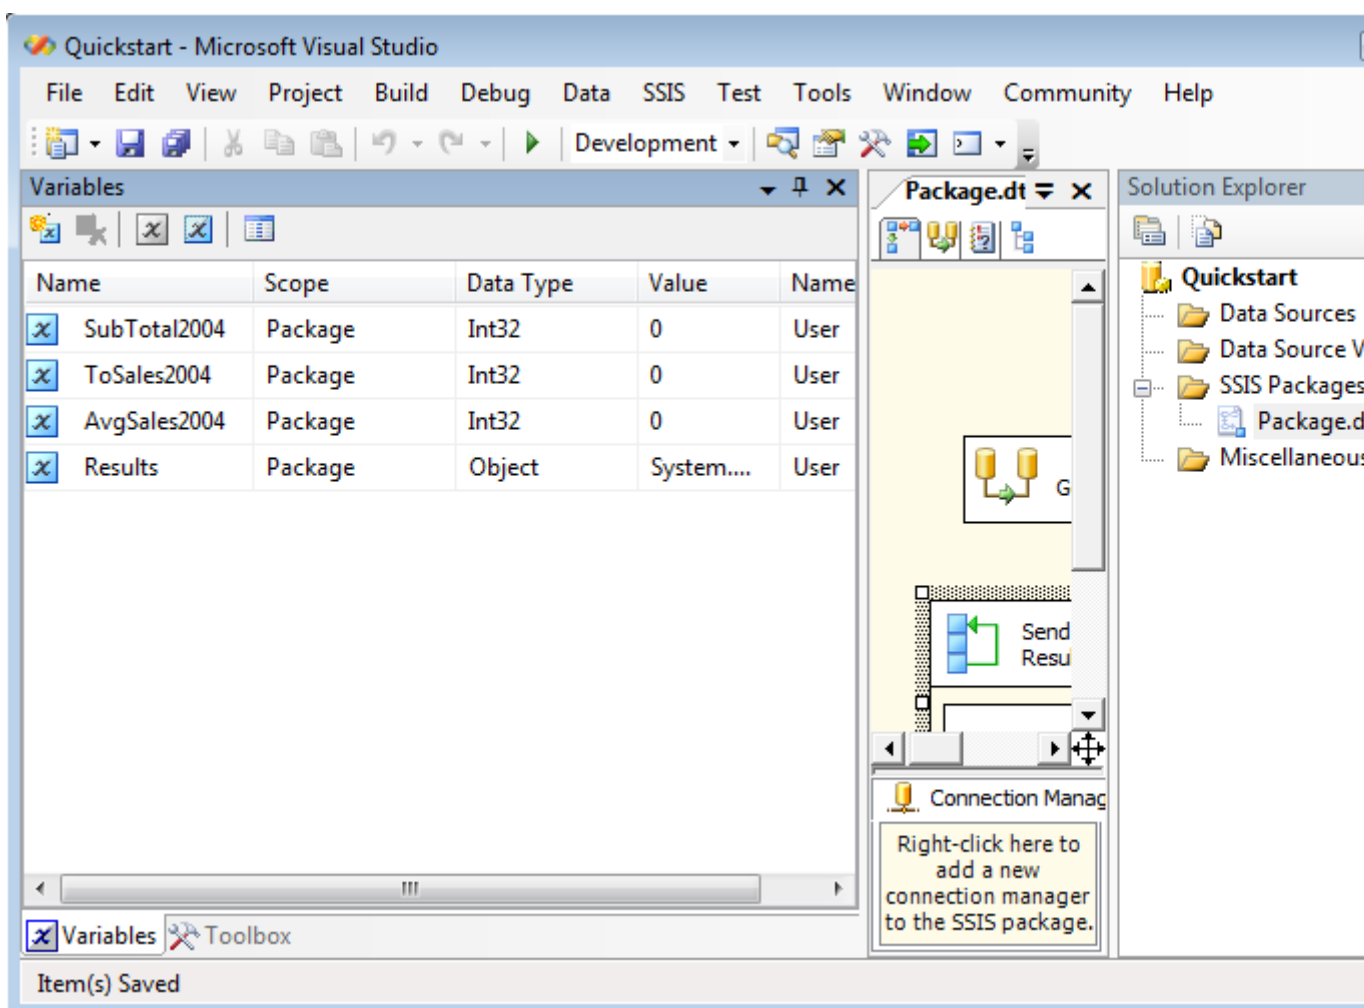 Quickstart - Microsoft Visual Studio
File Edit View Project Build Debug Data SSIS Test Tools Window Community Help
Development
Variables
Name Scope Data Type Value Name
SubTotal2004 Package Int32 0 User
ToSales2004 Package Int32 0 User
AvgSales2004 Package Int32 0 User
Results Package Object System.... User
Variables Toolbox
Package.dt
G
Send
Resu
Connection Manag
Right-click here to
add a new
connection manager
to the SSIS package.
Solution Explorer
Quickstart
Data Sources
Data Source V
SSIS Packages
Package.d
Miscellaneous
Item(s) Saved